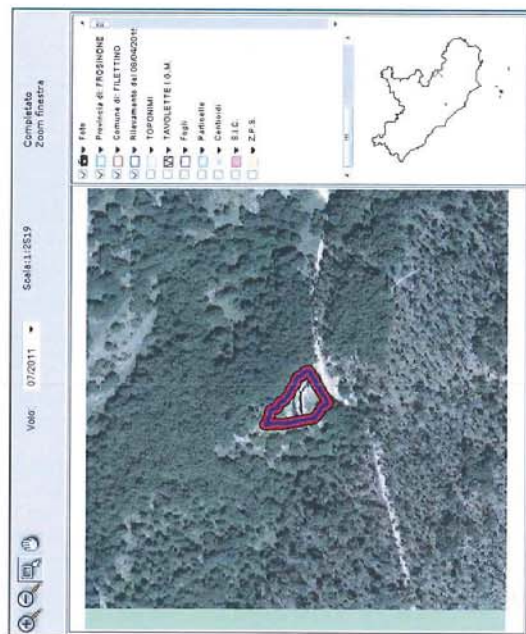 Volo: 07/2011
Scala:1:2519
Completato
Zoom finestra
Foto
Provincia di FROSINONE
Comune di FILETTINO
TOPONIMI
TAVOLETTE I.G.M.
Fogli
Particelle
Centroidi
S.I.C.
Z.P.S.